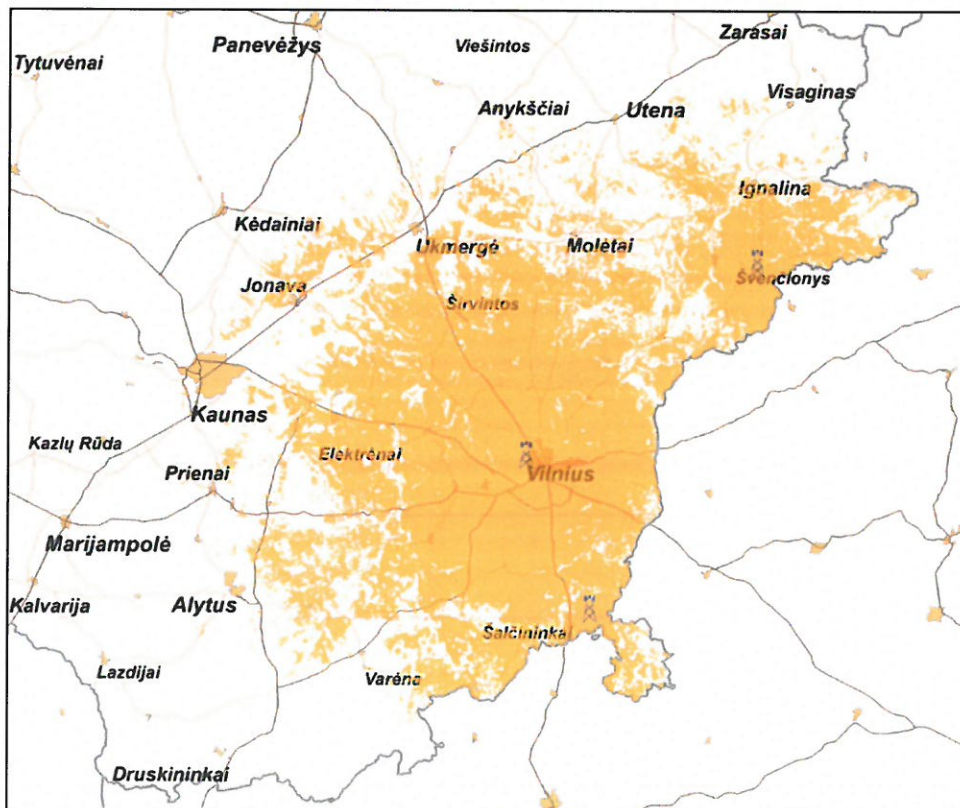 Zarasai
Panevėžys
Viešintos
Tytuvėnai
Visaginas
Anykščiai
Utena
Ignalina
Kėdainiai
Ukmergė
Molėtai
Jonava
Švenčionys
Širvintos
Kaunas
Kazlų Rūda
Elektrėnai
Prienai
Vilnius
Marijampolė
Kalvarija
Alytus
Šalčininkai
Lazdijai
Varėna
Druskininkai